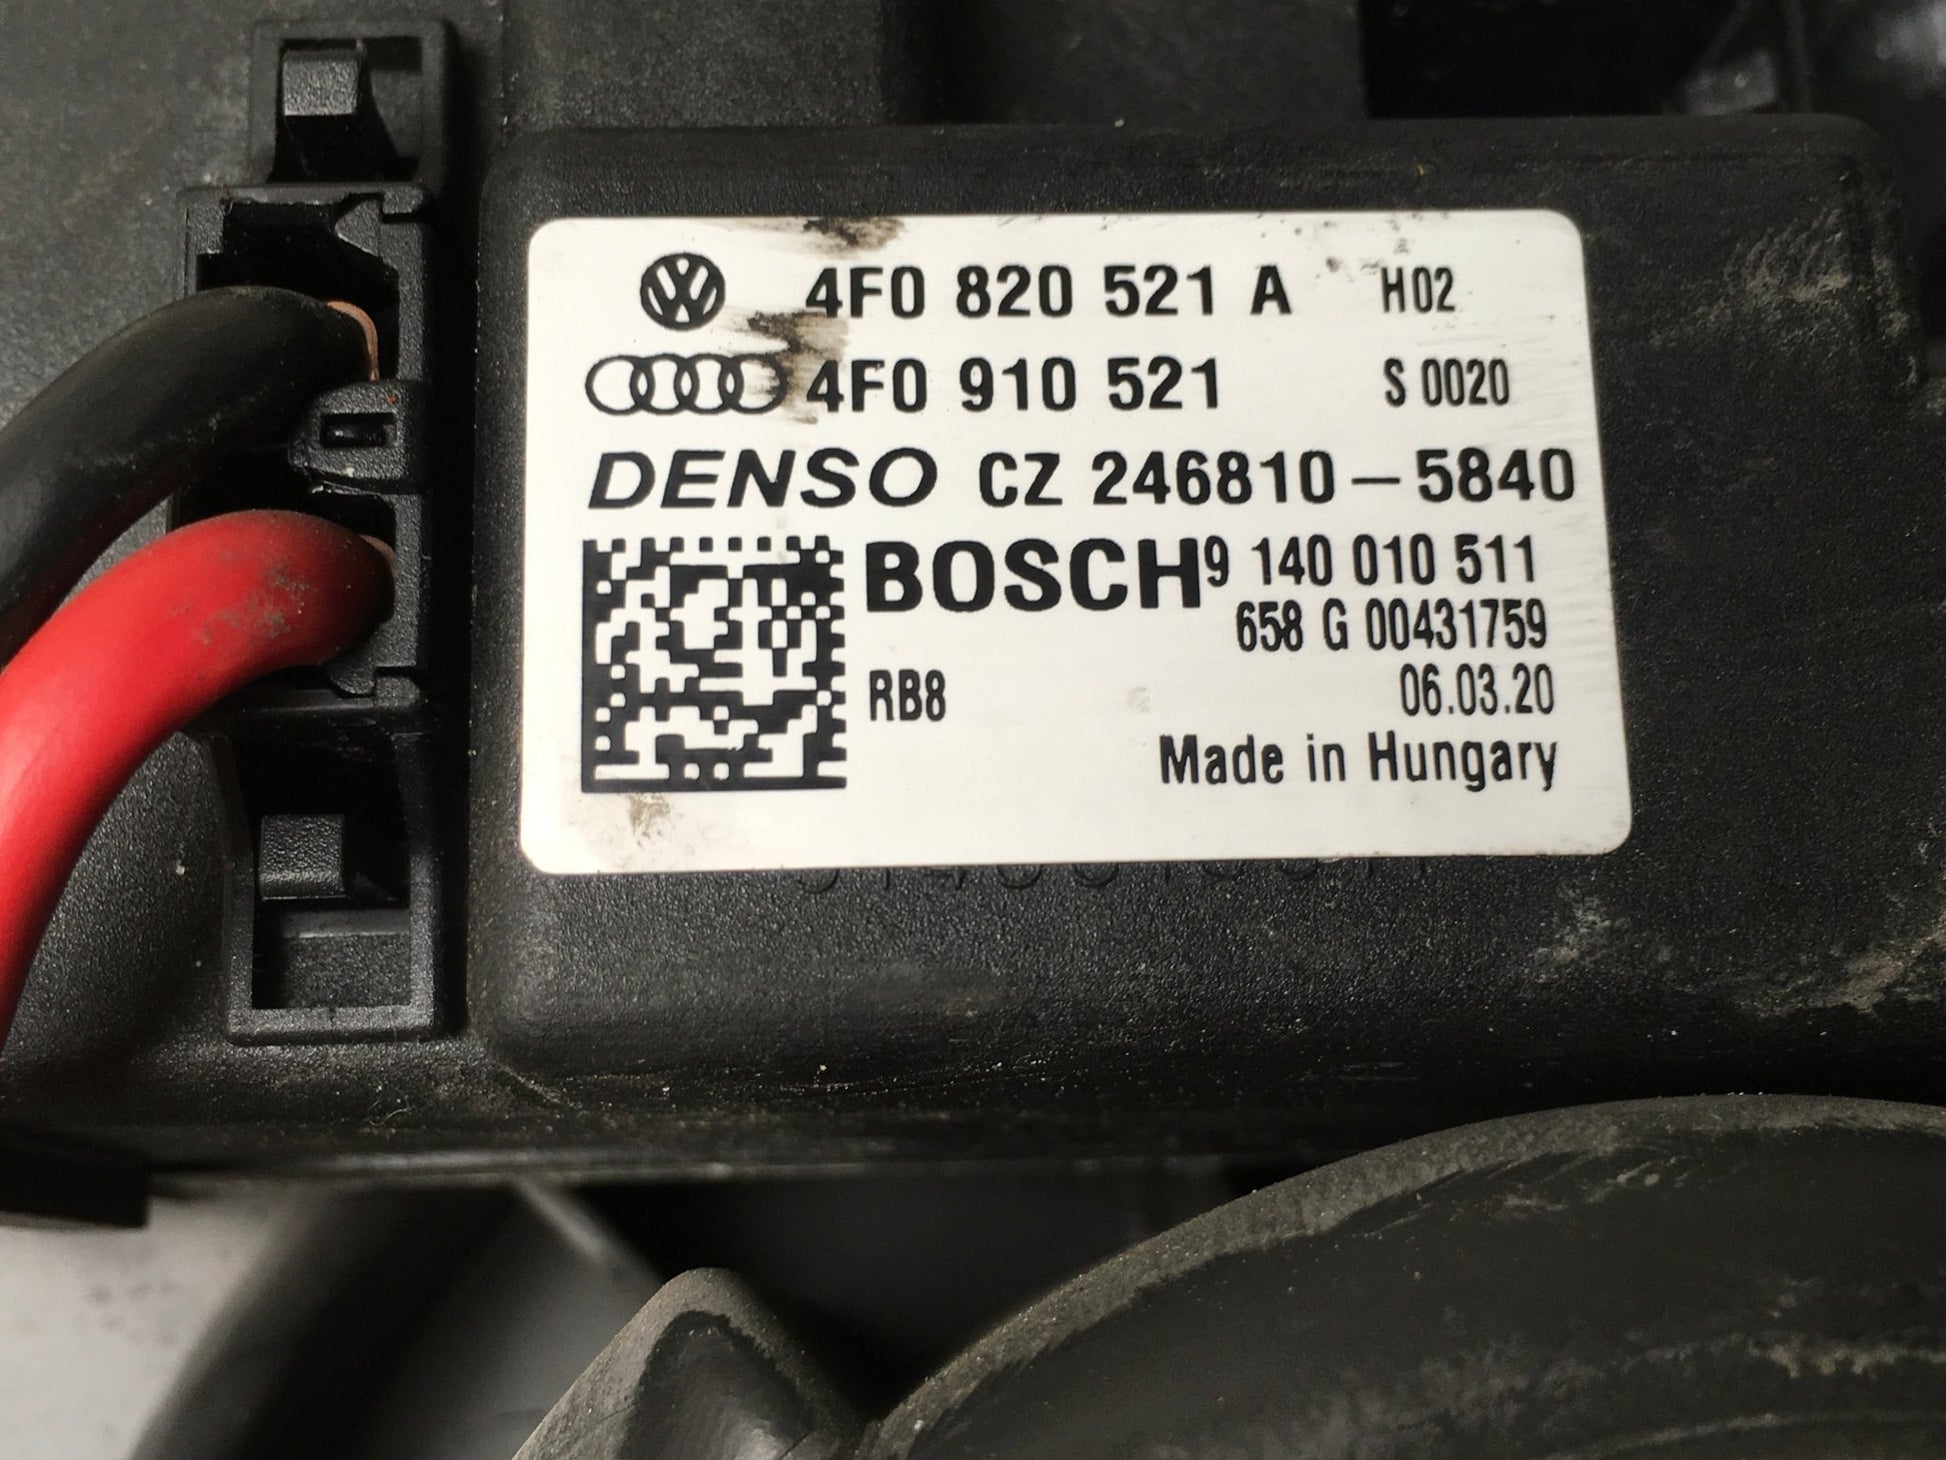 4F0 820 521 A H02
4F0 910 521 S 0020
DENSO CZ 246810-5840
BOSCH 9 140 010 511
658 G 00431759
RB8 06.03.20
Made in Hungary